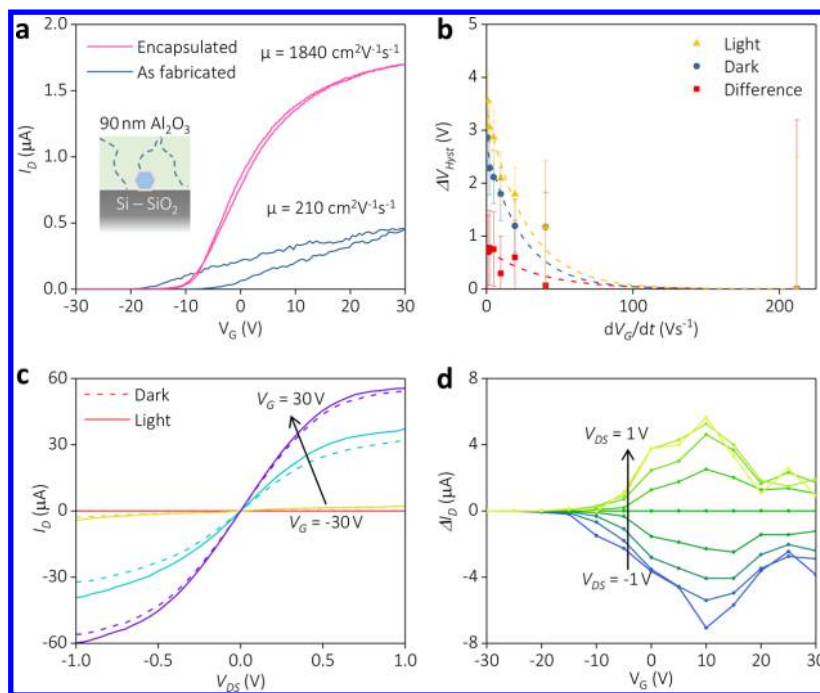 a
2.0
1.5
1.0
0.5
0.0
I_D (μA)
Encapsulated
As fabricated
μ = 1840 cm²V⁻¹s⁻¹
90 nm Al₂O₃
Si – SiO₂
μ = 210 cm²V⁻¹s⁻¹
-30 -20 -10 0 10 20 30
V_G (V)
b
5
4
3
2
1
0
ΔV_Hyst (V)
Light
Dark
Difference
0 100 200
dV_G/dt (Vs⁻¹)
c
60
30
0
-30
-60
I_D (μA)
Dark
Light
V_G = 30 V
V_G = -30 V
-1.0 -0.5 0.0 0.5 1.0
V_DS (V)
d
8
4
0
-4
-8
ΔI_D (μA)
V_DS = 1 V
V_DS = -1 V
-30 -20 -10 0 10 20 30
V_G (V)